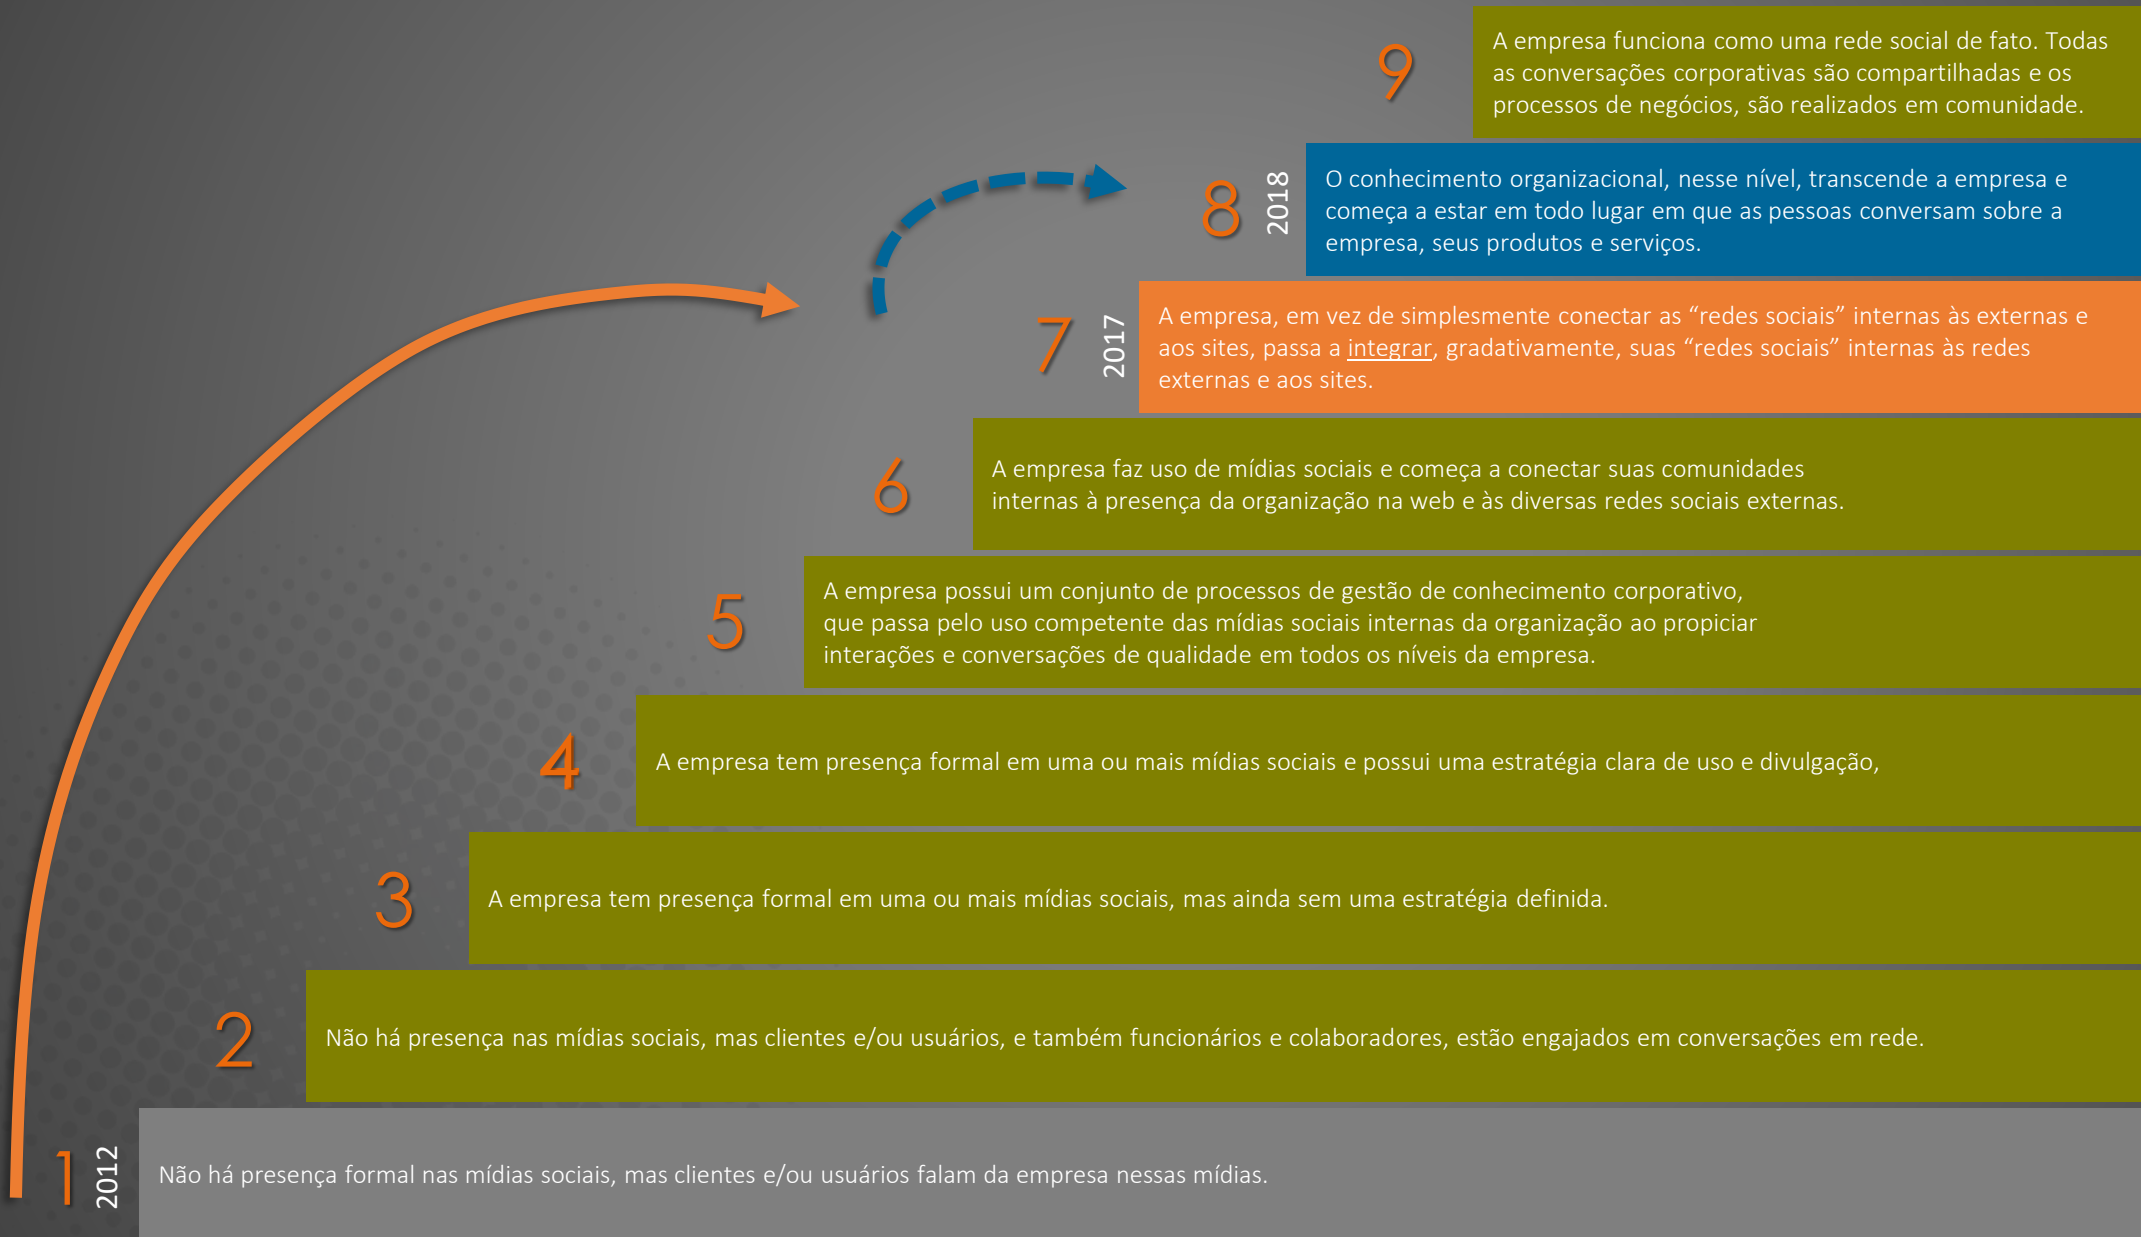 9
A empresa funciona como uma rede social de fato. Todas
as conversações corporativas são compartilhadas e os
processos de negócios, são realizados em comunidade.
8
2018
O conhecimento organizacional, nesse nível, transcende a empresa e
começa a estar em todo lugar em que as pessoas conversam sobre a
empresa, seus produtos e serviços.
7
2017
A empresa, em vez de simplesmente conectar as “redes sociais” internas às externas e
aos sites, passa a integrar, gradativamente, suas “redes sociais” internas às redes
externas e aos sites.
6
A empresa faz uso de mídias sociais e começa a conectar suas comunidades
internas à presença da organização na web e às diversas redes sociais externas.
5
A empresa possui um conjunto de processos de gestão de conhecimento corporativo,
que passa pelo uso competente das mídias sociais internas da organização ao propiciar
interações e conversações de qualidade em todos os níveis da empresa.
4
A empresa tem presença formal em uma ou mais mídias sociais e possui uma estratégia clara de uso e divulgação,
3
A empresa tem presença formal em uma ou mais mídias sociais, mas ainda sem uma estratégia definida.
2
Não há presença nas mídias sociais, mas clientes e/ou usuários, e também funcionários e colaboradores, estão engajados em conversações em rede.
1
2012
Não há presença formal nas mídias sociais, mas clientes e/ou usuários falam da empresa nessas mídias.